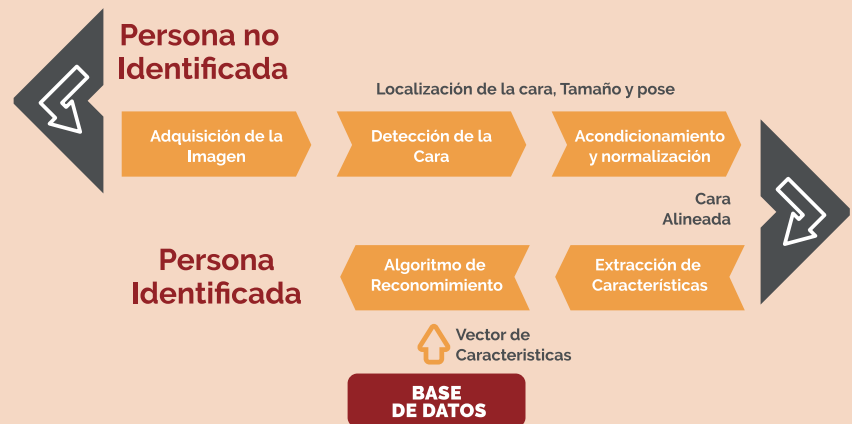 Persona no
Identificada
Localización de la cara, Tamaño y pose
Adquisición de la
Imagen
Detección de la
Cara
Acondicionamiento
y normalización
Cara
Alineada
Persona
Identificada
Algoritmo de
Reconomimiento
Extracción de
Características
Vector de
Caracteristicas
BASE
DE DATOS